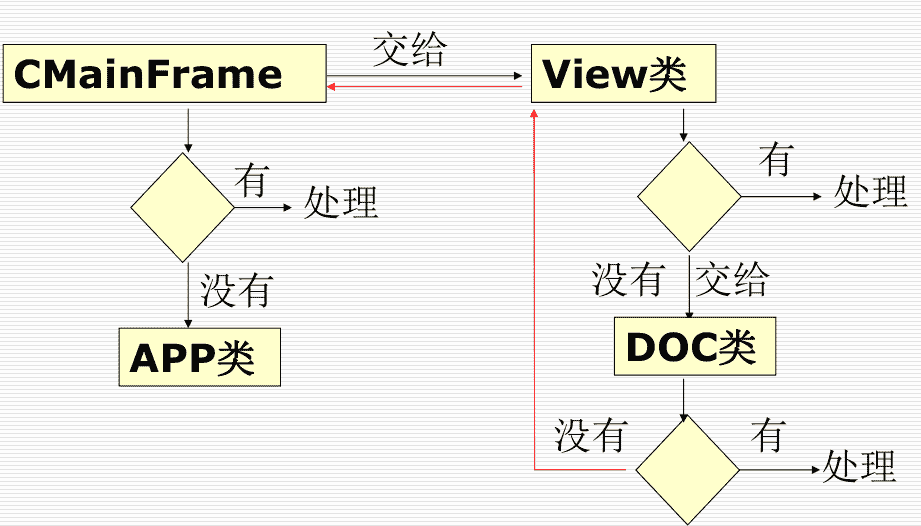 交给
CMainFrame
View类
有
处理
有
处理
没有
没有
交给
APP类
DOC类
没有
有
处理